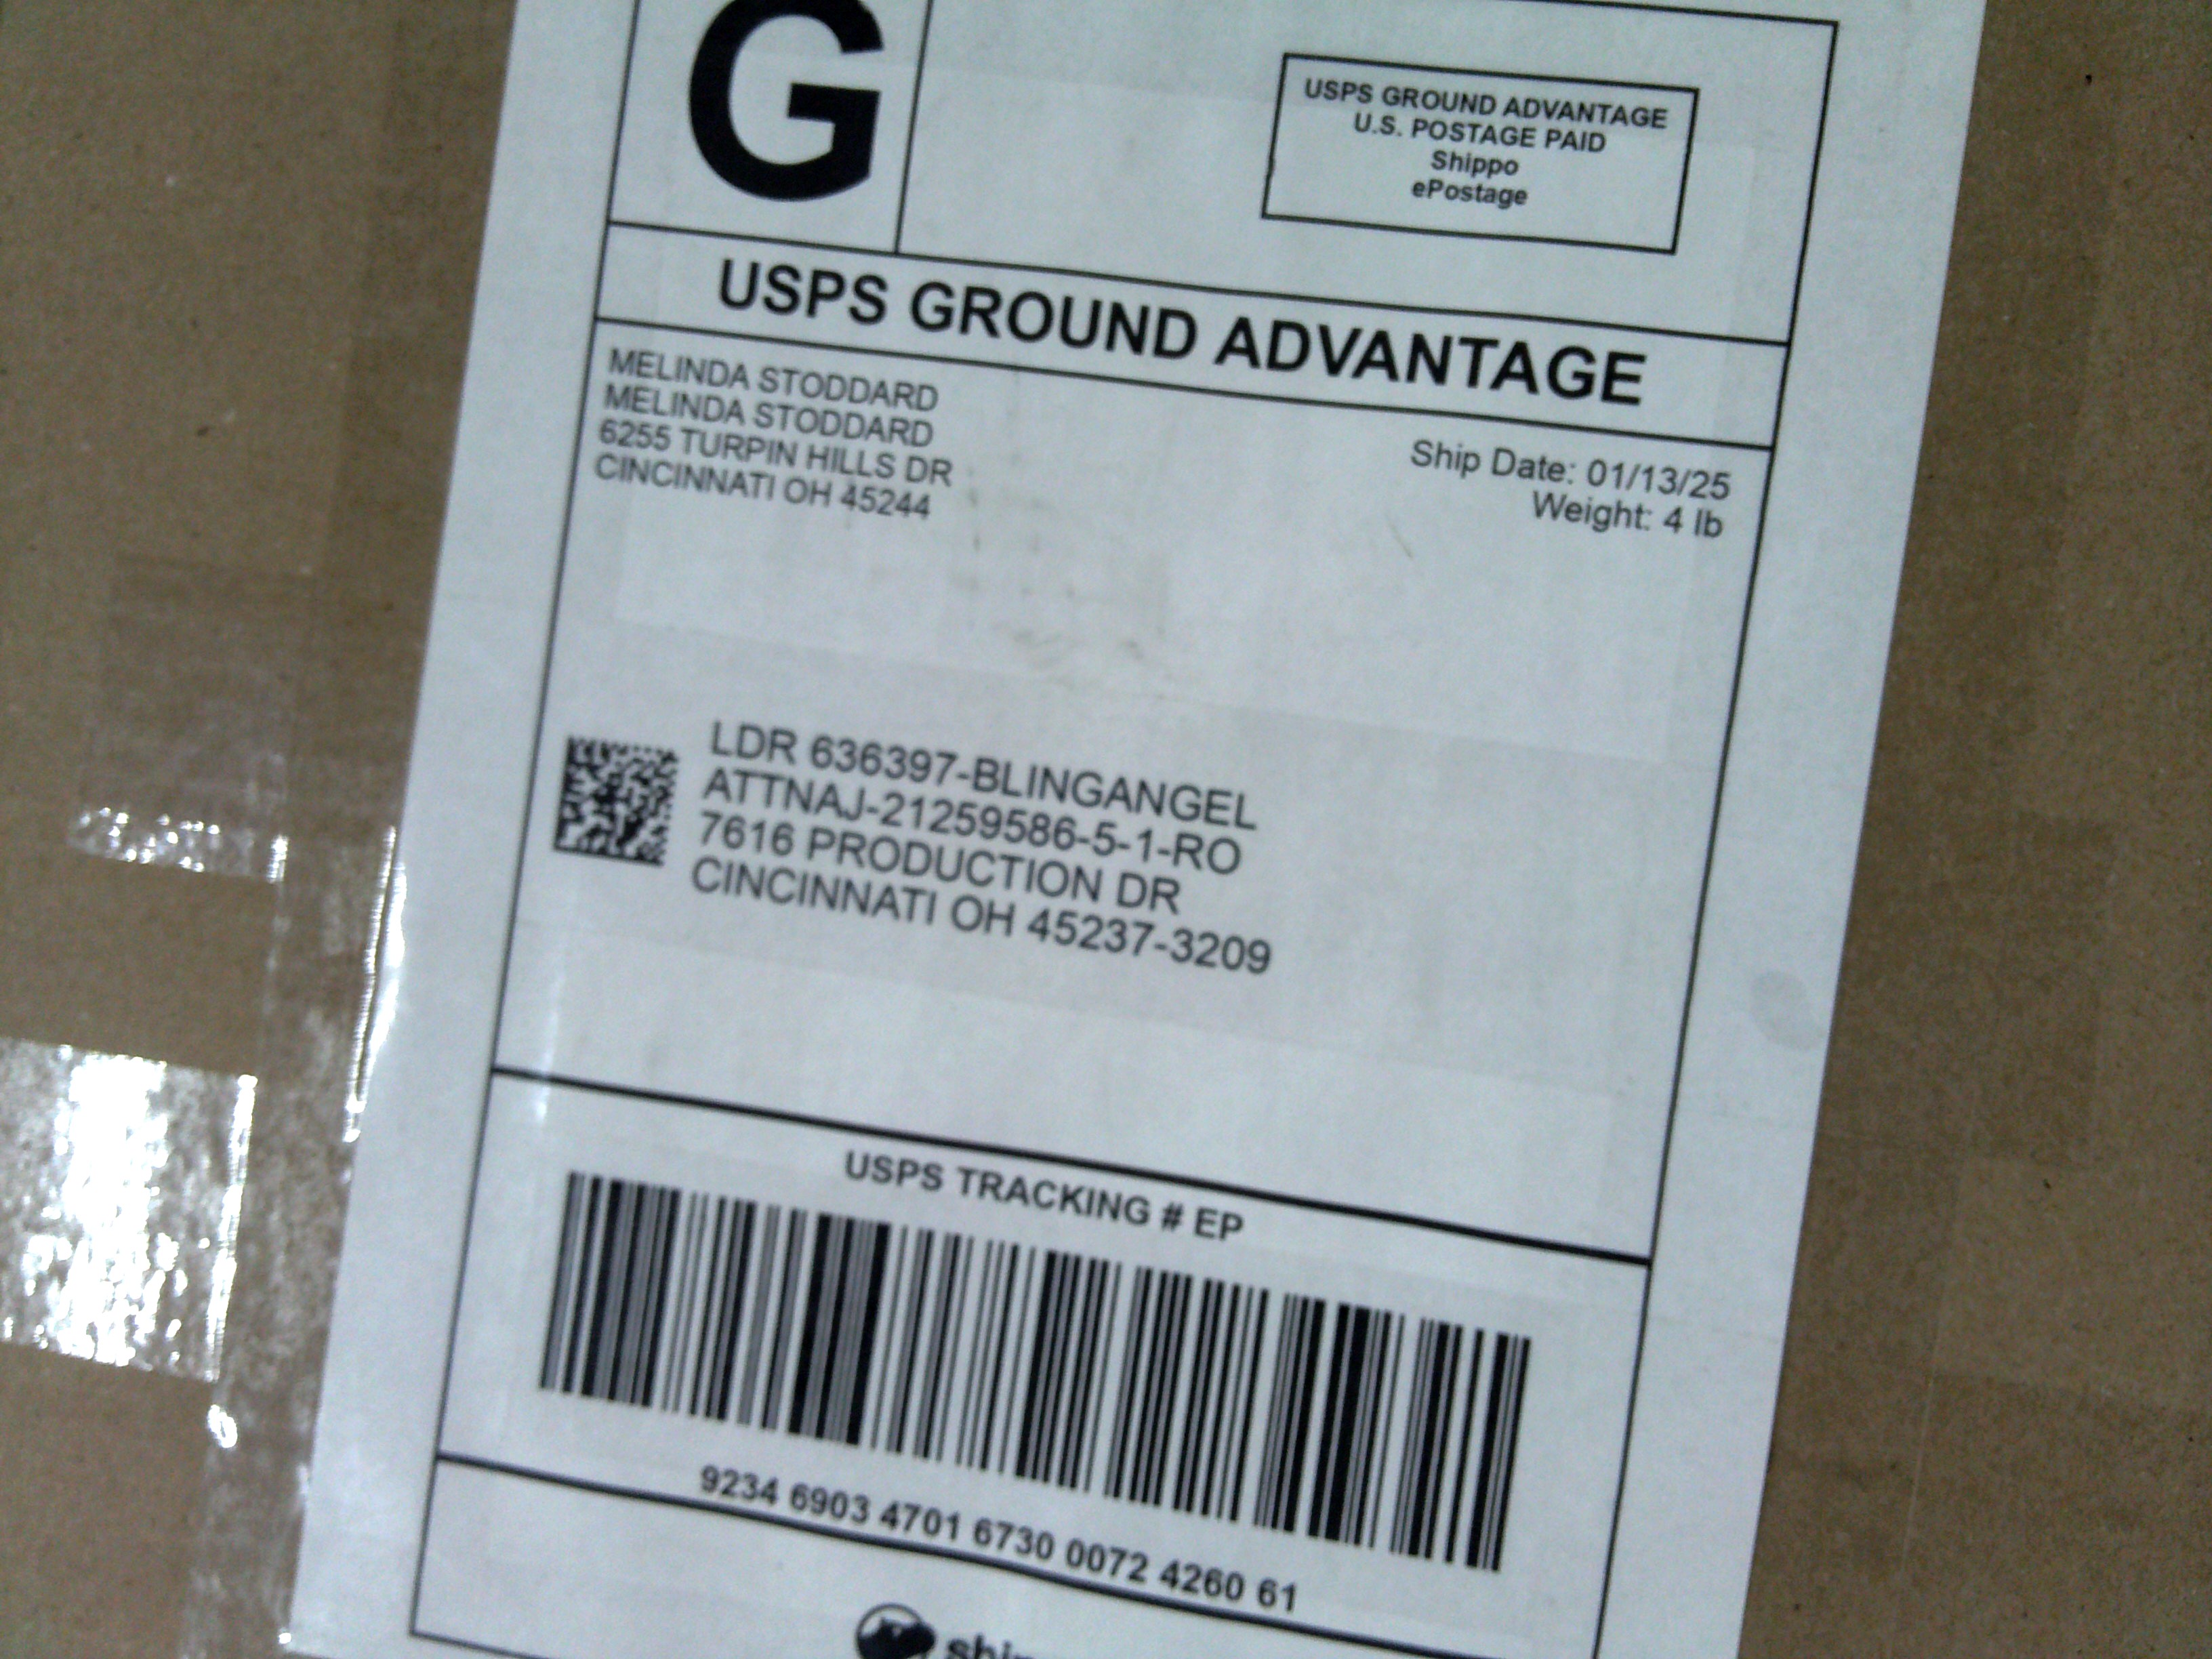 G
USPS GROUND ADVANTAGE
U.S. POSTAGE PAID
Shippo
ePostage
USPS GROUND ADVANTAGE
MELINDA STODDARD
MELINDA STODDARD
6255 TURPIN HILLS DR
CINCINNATI OH 45244
Ship Date: 01/13/25
Weight: 4 lb
LDR 636397-BLINGANGEL
ATTNAJ-21259586-5-1-RO
7616 PRODUCTION DR
CINCINNATI OH 45237-3209
USPS TRACKING # EP
9234 6903 4701 6730 0072 4260 61